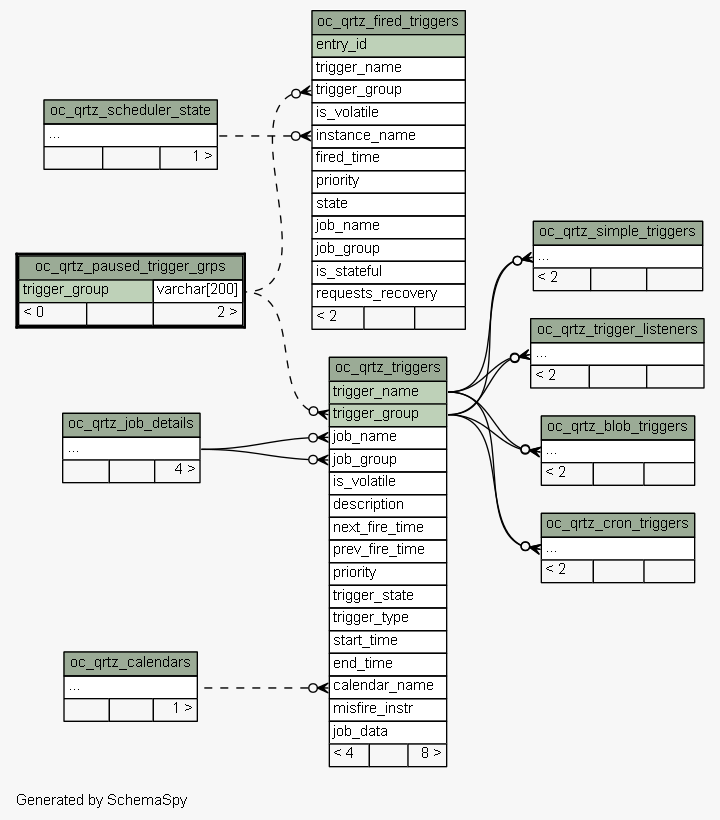 oc_qrtz_fired_triggers
entry_id
trigger_name
trigger_group
is_volatile
instance_name
fired_time
priority
state
job_name
job_group
is_stateful
requests_recovery
< 2
oc_qrtz_scheduler_state
...
1 >
oc_qrtz_paused_trigger_grps
trigger_group varchar[200]
< 0 2 >
oc_qrtz_job_details
...
4 >
oc_qrtz_calendars
...
1 >
oc_qrtz_triggers
trigger_name
trigger_group
job_name
job_group
is_volatile
description
next_fire_time
prev_fire_time
priority
trigger_state
trigger_type
start_time
end_time
calendar_name
misfire_instr
job_data
< 4 8 >
oc_qrtz_simple_triggers
...
< 2
oc_qrtz_trigger_listeners
...
< 2
oc_qrtz_blob_triggers
...
< 2
oc_qrtz_cron_triggers
...
< 2
Generated by SchemaSpy